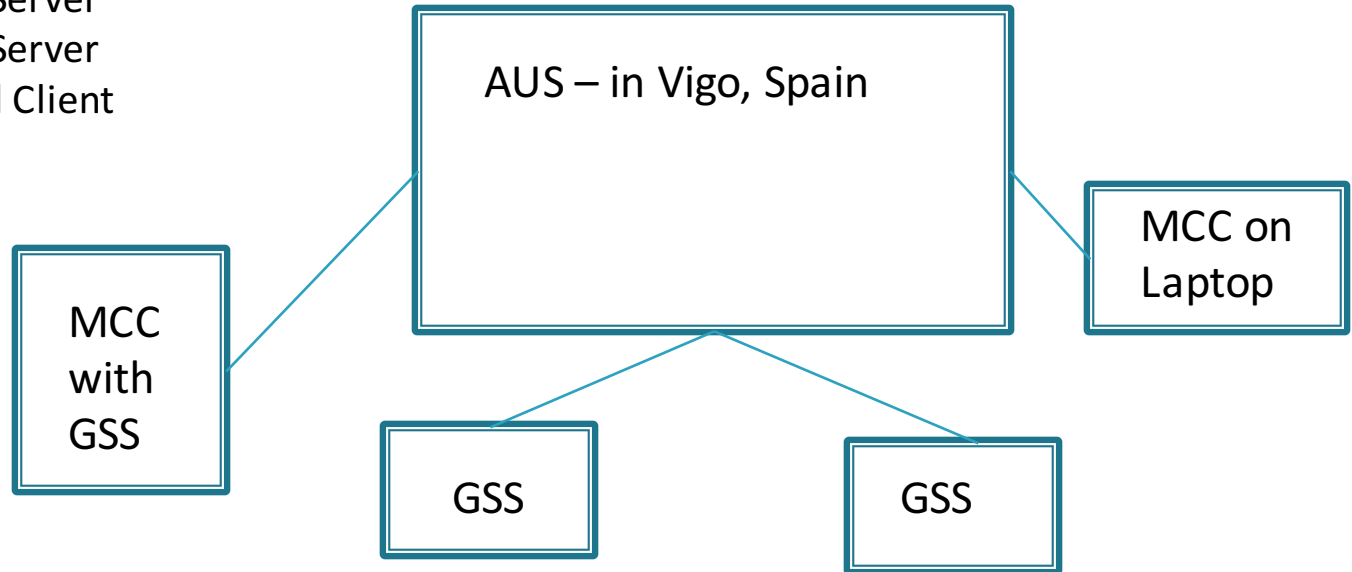 Server
Server
Client
AUS – in Vigo, Spain
MCC on
Laptop
MCC
with
GSS
GSS
GSS